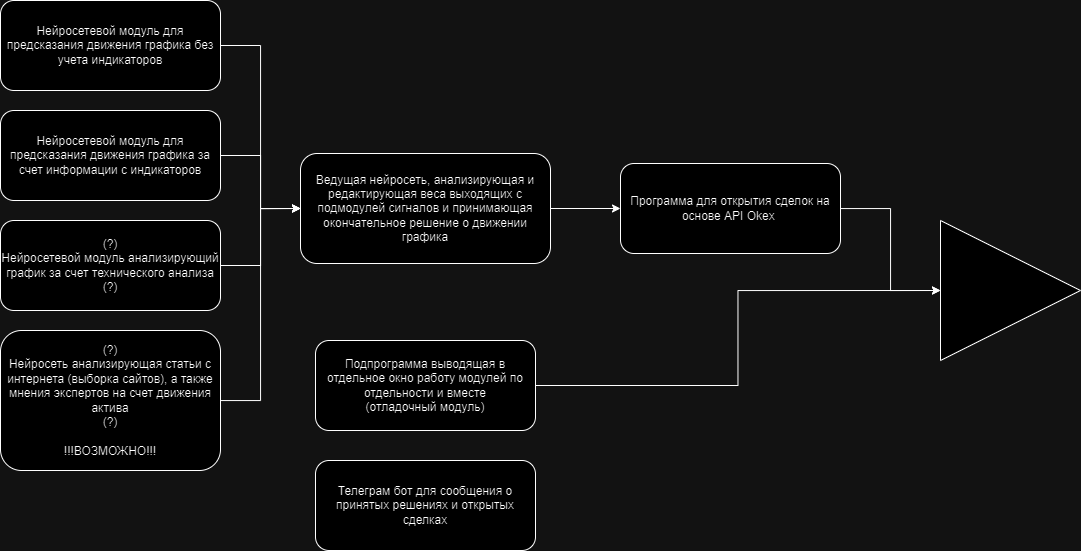 Нейросетевой модуль для
предсказания движения графика без
учета индикаторов
Нейросетевой модуль для
предсказания движения графика за
счет информации с индикаторов
(?)
Нейросетевой модуль анализирующий
график за счет технического анализа
(?)
(?)
Нейросеть анализирующая статьи с
интернета (выборка сайтов), а также
мнения экспертов на счет движения
актива
(?)
!!!ВОЗМОЖНО!!!
Ведущая нейросеть, анализирующая и
редактирующая веса выходящих с
подмодулей сигналов и принимающая
окончательное решение о движении
графика
Программа для открытия сделок на
основе API Okex
Подпрограмма выводящая в
отдельное окно работу модулей по
отдельности и вместе
(отладочный модуль)
Телеграм бот для сообщения о
принятых решениях и открытых
сделках